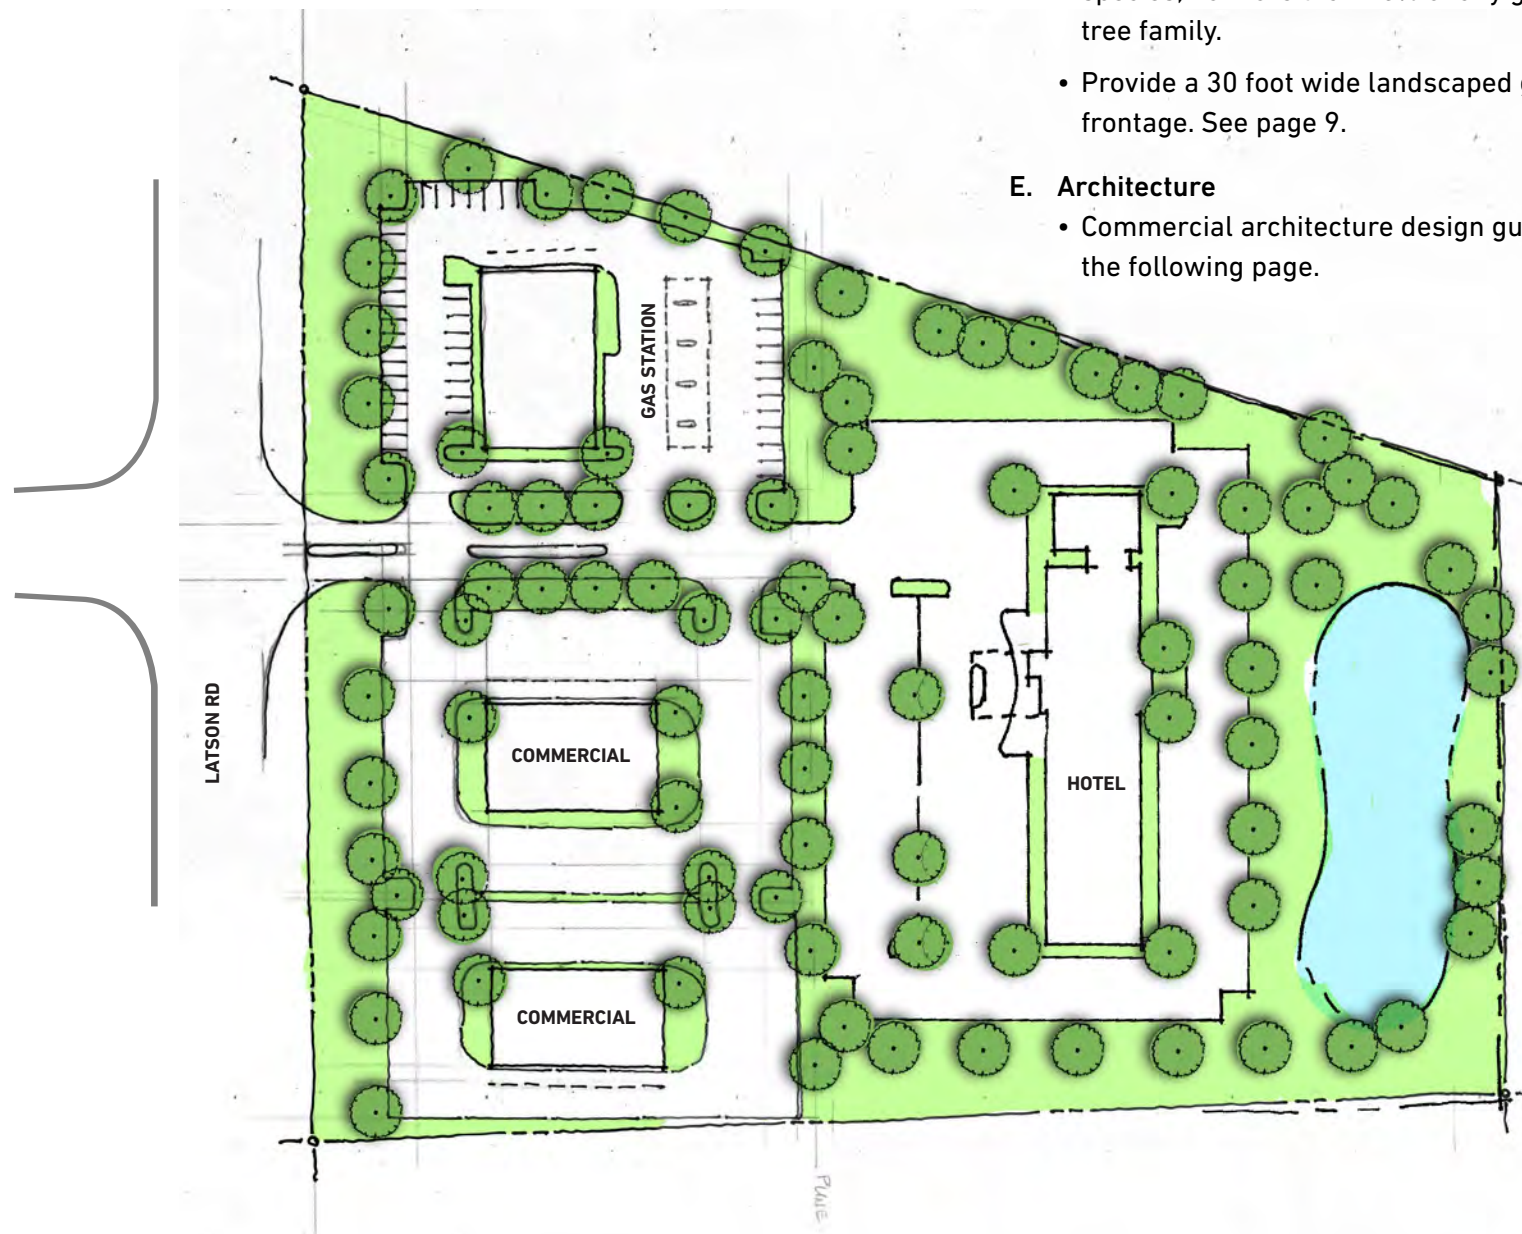 tree family.
• Provide a 30 foot wide landscaped
frontage. See page 9.
E. Architecture
• Commercial architecture design
the following page.
GAS STATION
LATSON RD
COMMERCIAL
HOTEL
COMMERCIAL